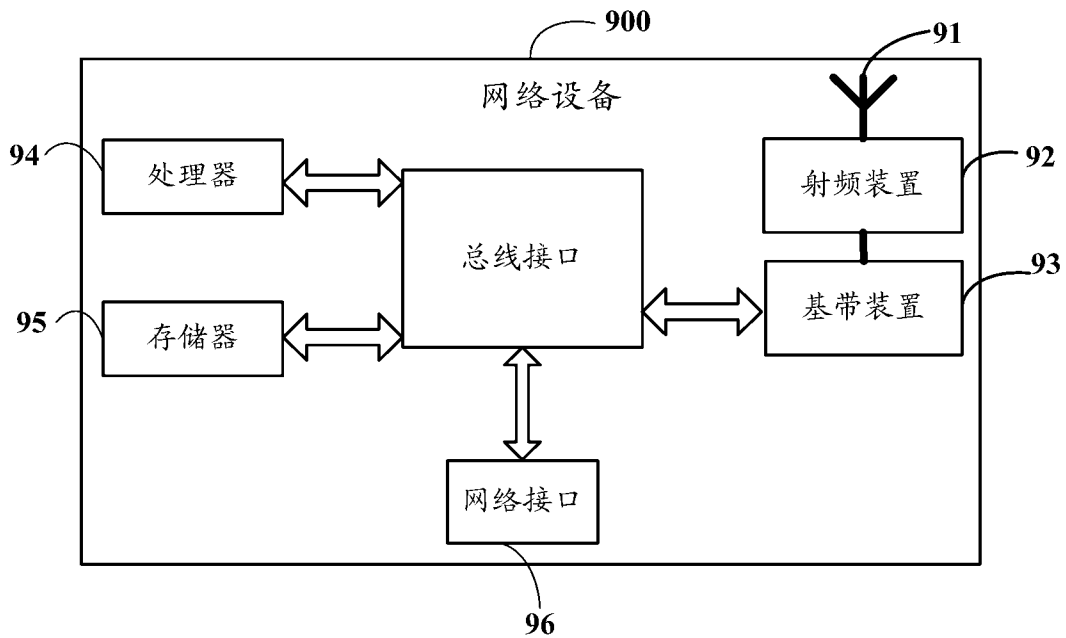 900
91
网络设备
94
处理器
射频装置
92
总线接口
95
存储器
基带装置
93
网络接口
96